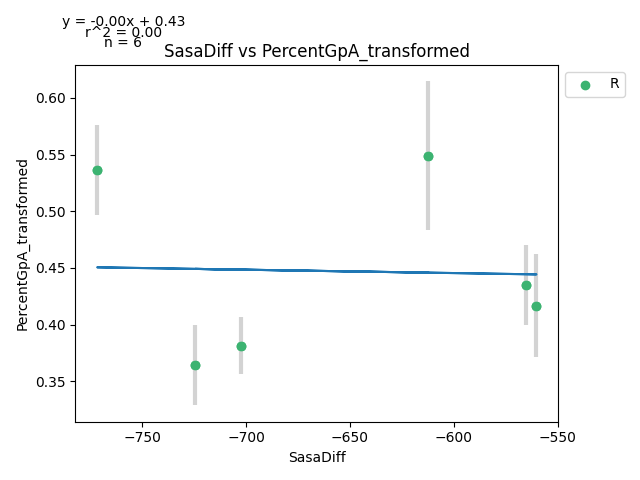 y = -0.00x + 0.43
r^2 = 0.00
n = 6
SasaDiff vs PercentGpA_transformed
R
PercentGpA_transformed
0.60
0.55
0.50
0.45
0.40
0.35
−750
−700
−650
−600
−550
SasaDiff